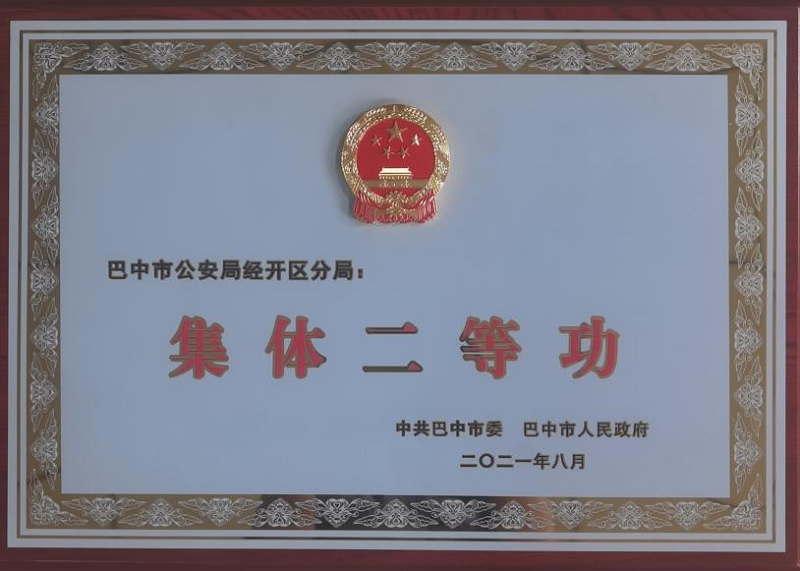 巴中市公安局经开区分局：
集体二等功
中共巴中市委 巴中市人民政府
二〇二一年八月